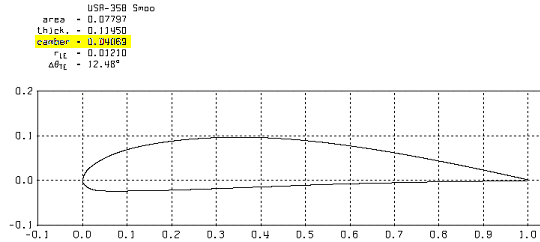 USA-35B Smoo
area - 0.07797
thick. - 0.11450
camber - 0.04069
rLE - 0.01210
ΔθTE - 12.48°
0.2
0.1
0.0
-0.1
-0.1 0.0 0.1 0.2 0.3 0.4 0.5 0.6 0.7 0.8 0.9 1.0